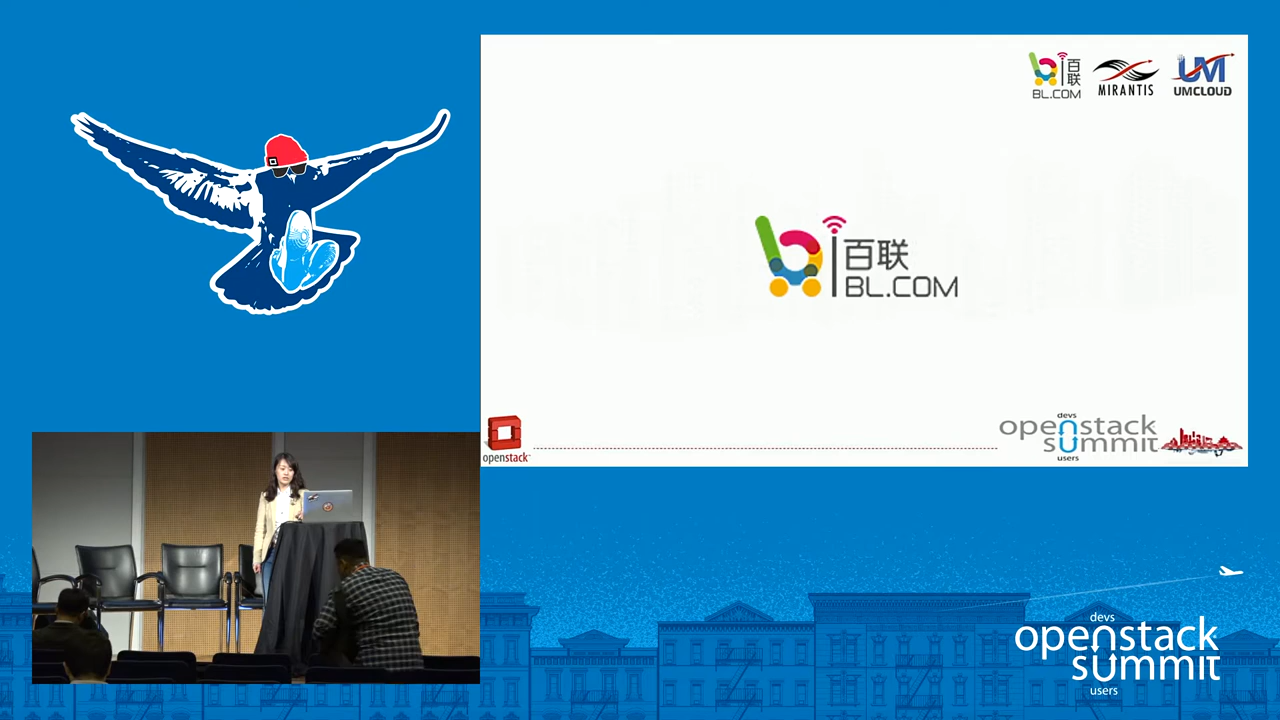 百联
BL.COM
MIRANTIS
UMCLOUD
百联
BL.COM
openstack
devs
openstack
summit
users
devs
openstack
summit
users